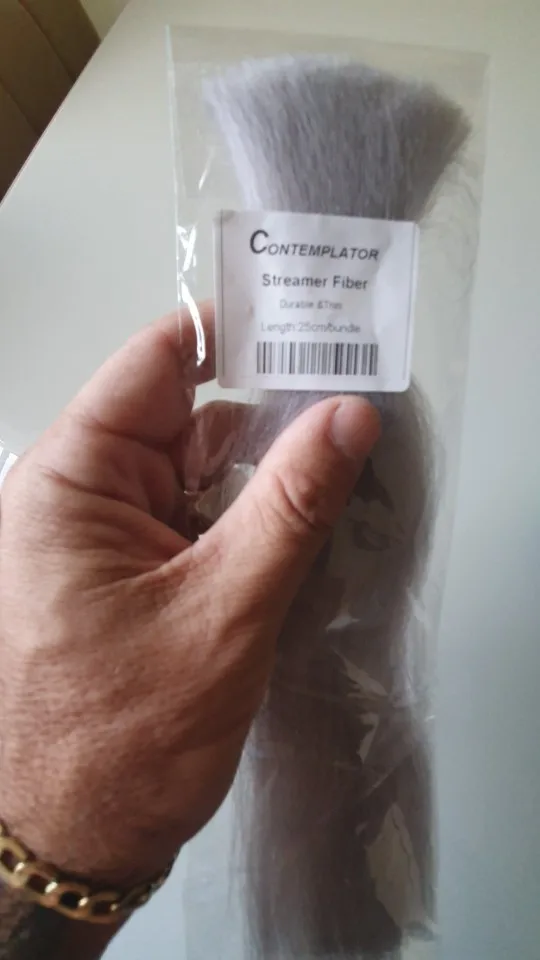 CONTEMPLATOR
Streamer Fiber
Durable &Thin
Length:25cm/bundle